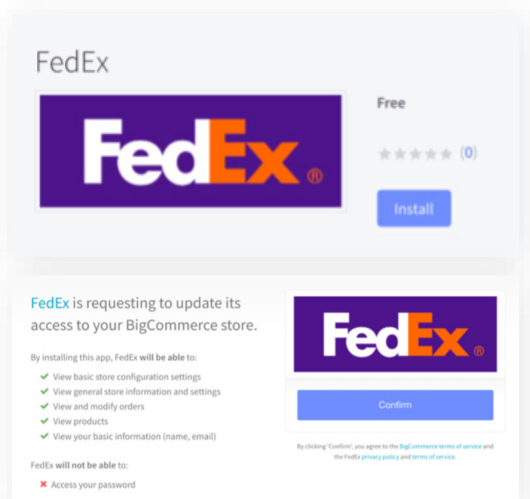 FedEx
FedEx®
Free
(0)
Install
FedEx is requesting to update its
access to your BigCommerce store.
By installing this app, FedEx will be able to:
View basic store configuration settings
View general store information and settings
View and modify orders
View products
View your basic information (name, email)
FedEx will not be able to:
Access your password
FedEx®
Confirm
By clicking 'Confirm', you agree to the BigCommerce terms of service and
the FedEx privacy policy and terms of service.